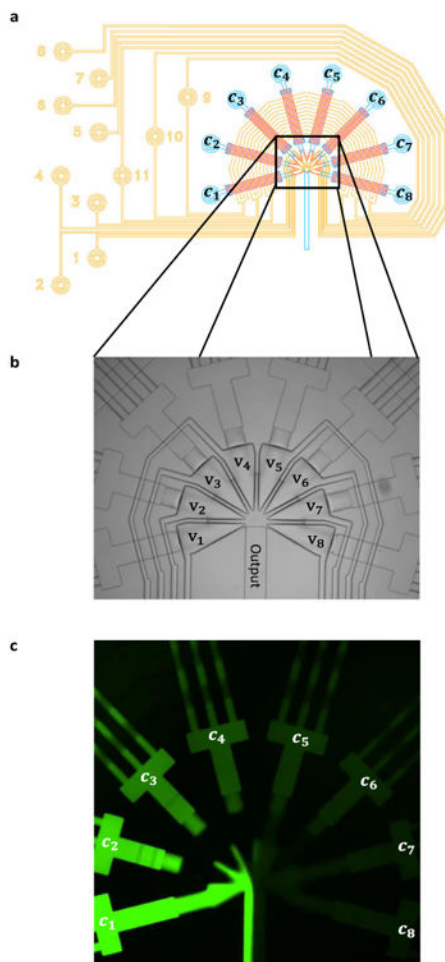 a
8
7
6
5
4
3
2
1
9
10
11
c₁
c₂
c₃
c₄
c₅
c₆
c₇
c₈
b
v₁
v₂
v₃
v₄
v₅
v₆
v₇
v₈
Output
c
c₁
c₂
c₃
c₄
c₅
c₆
c₇
c₈